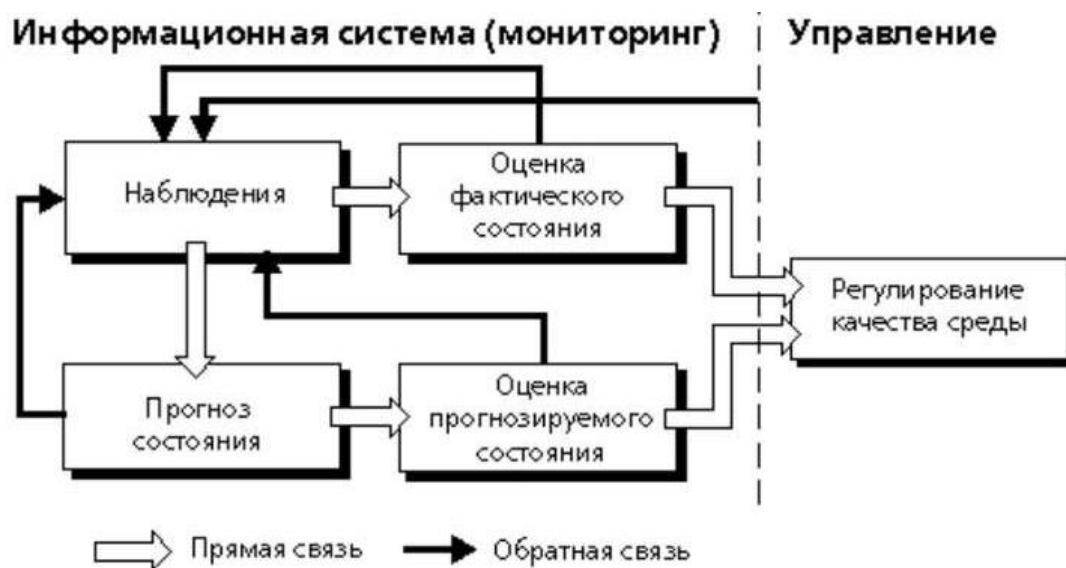 Информационная система (мониторинг)
Управление
Наблюдения
Оценка
фактического
состояния
Регулирование
качества среды
Прогноз
состояния
Оценка
прогнозируемого
состояния
Прямая связь
Обратная связь